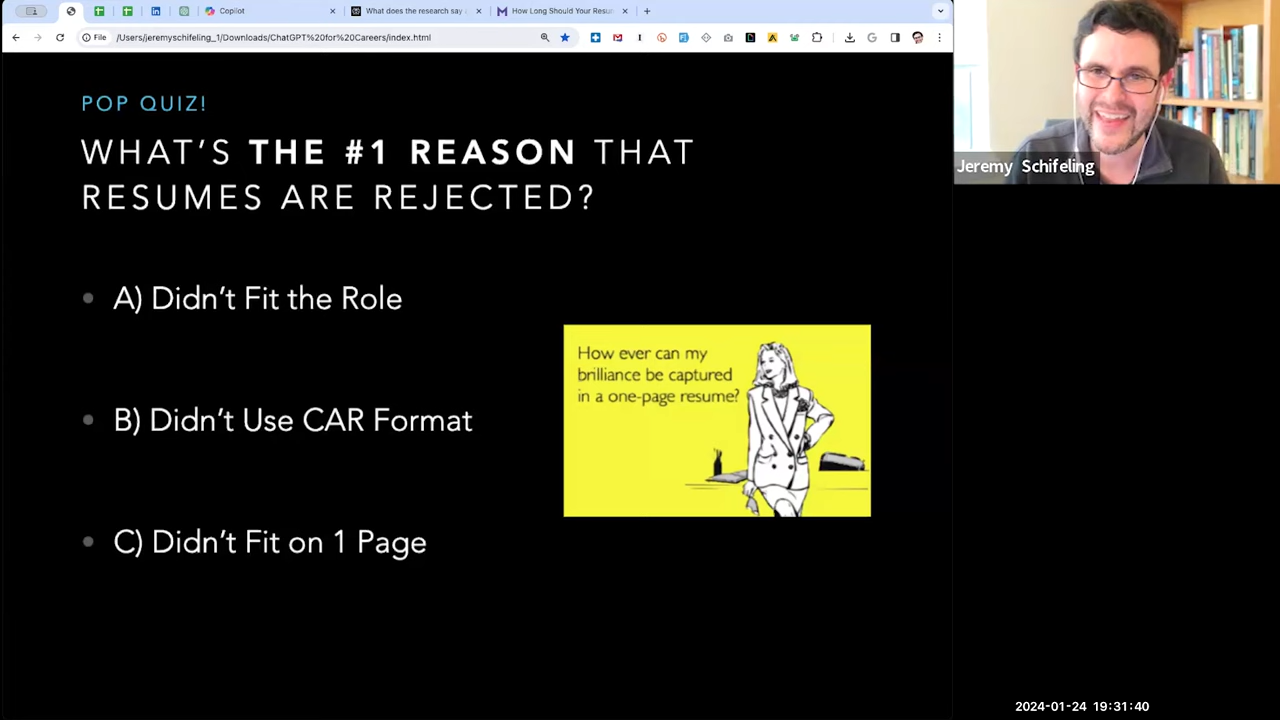 Copilot
What does the research say
How Long Should Your Resu
File
/Users/jeremyschifeling_1/Downloads/ChatGPT%20for%20Careers/index.html
POP QUIZ!
WHAT'S THE #1 REASON THAT
RESUMES ARE REJECTED?
A) Didn't Fit the Role
B) Didn't Use CAR Format
C) Didn't Fit on 1 Page
How ever can my
brilliance be captured
in a one-page resume?
Jeremy Schifeling
2024-01-24 19:31:40